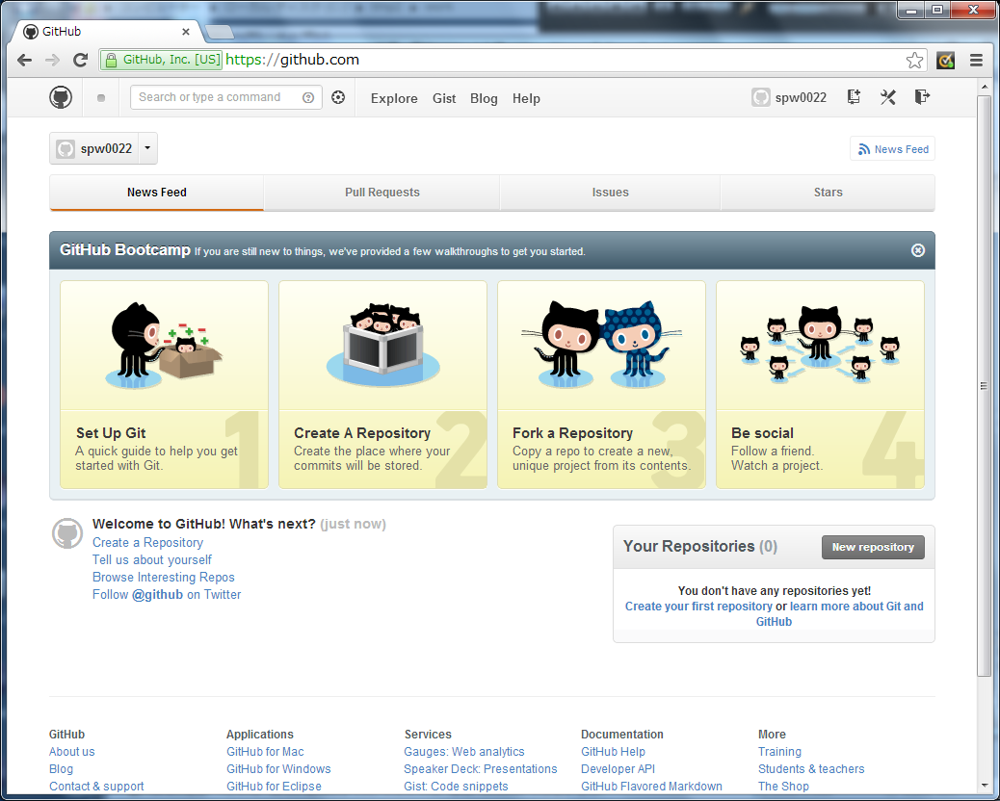 GitHub
GitHub, Inc. [US] https://github.com
Search or type a command
Explore Gist Blog Help
spw0022
spw0022
News Feed
News Feed Pull Requests Issues Stars
GitHub Bootcamp If you are still new to things, we've provided a few walkthroughs to get you started.
1
Set Up Git
A quick guide to help you get
started with Git.
2
Create A Repository
Create the place where your
commits will be stored.
3
Fork a Repository
Copy a repo to create a new,
unique project from its contents.
4
Be social
Follow a friend.
Watch a project.
Welcome to GitHub! What's next? (just now)
Create a Repository
Tell us about yourself
Browse Interesting Repos
Follow @github on Twitter
Your Repositories (0)
New repository
You don't have any repositories yet!
Create your first repository or learn more about Git and
GitHub
GitHub
About us
Blog
Contact & support
Applications
GitHub for Mac
GitHub for Windows
GitHub for Eclipse
Services
Gauges: Web analytics
Speaker Deck: Presentations
Gist: Code snippets
Documentation
GitHub Help
Developer API
GitHub Flavored Markdown
More
Training
Students & teachers
The Shop